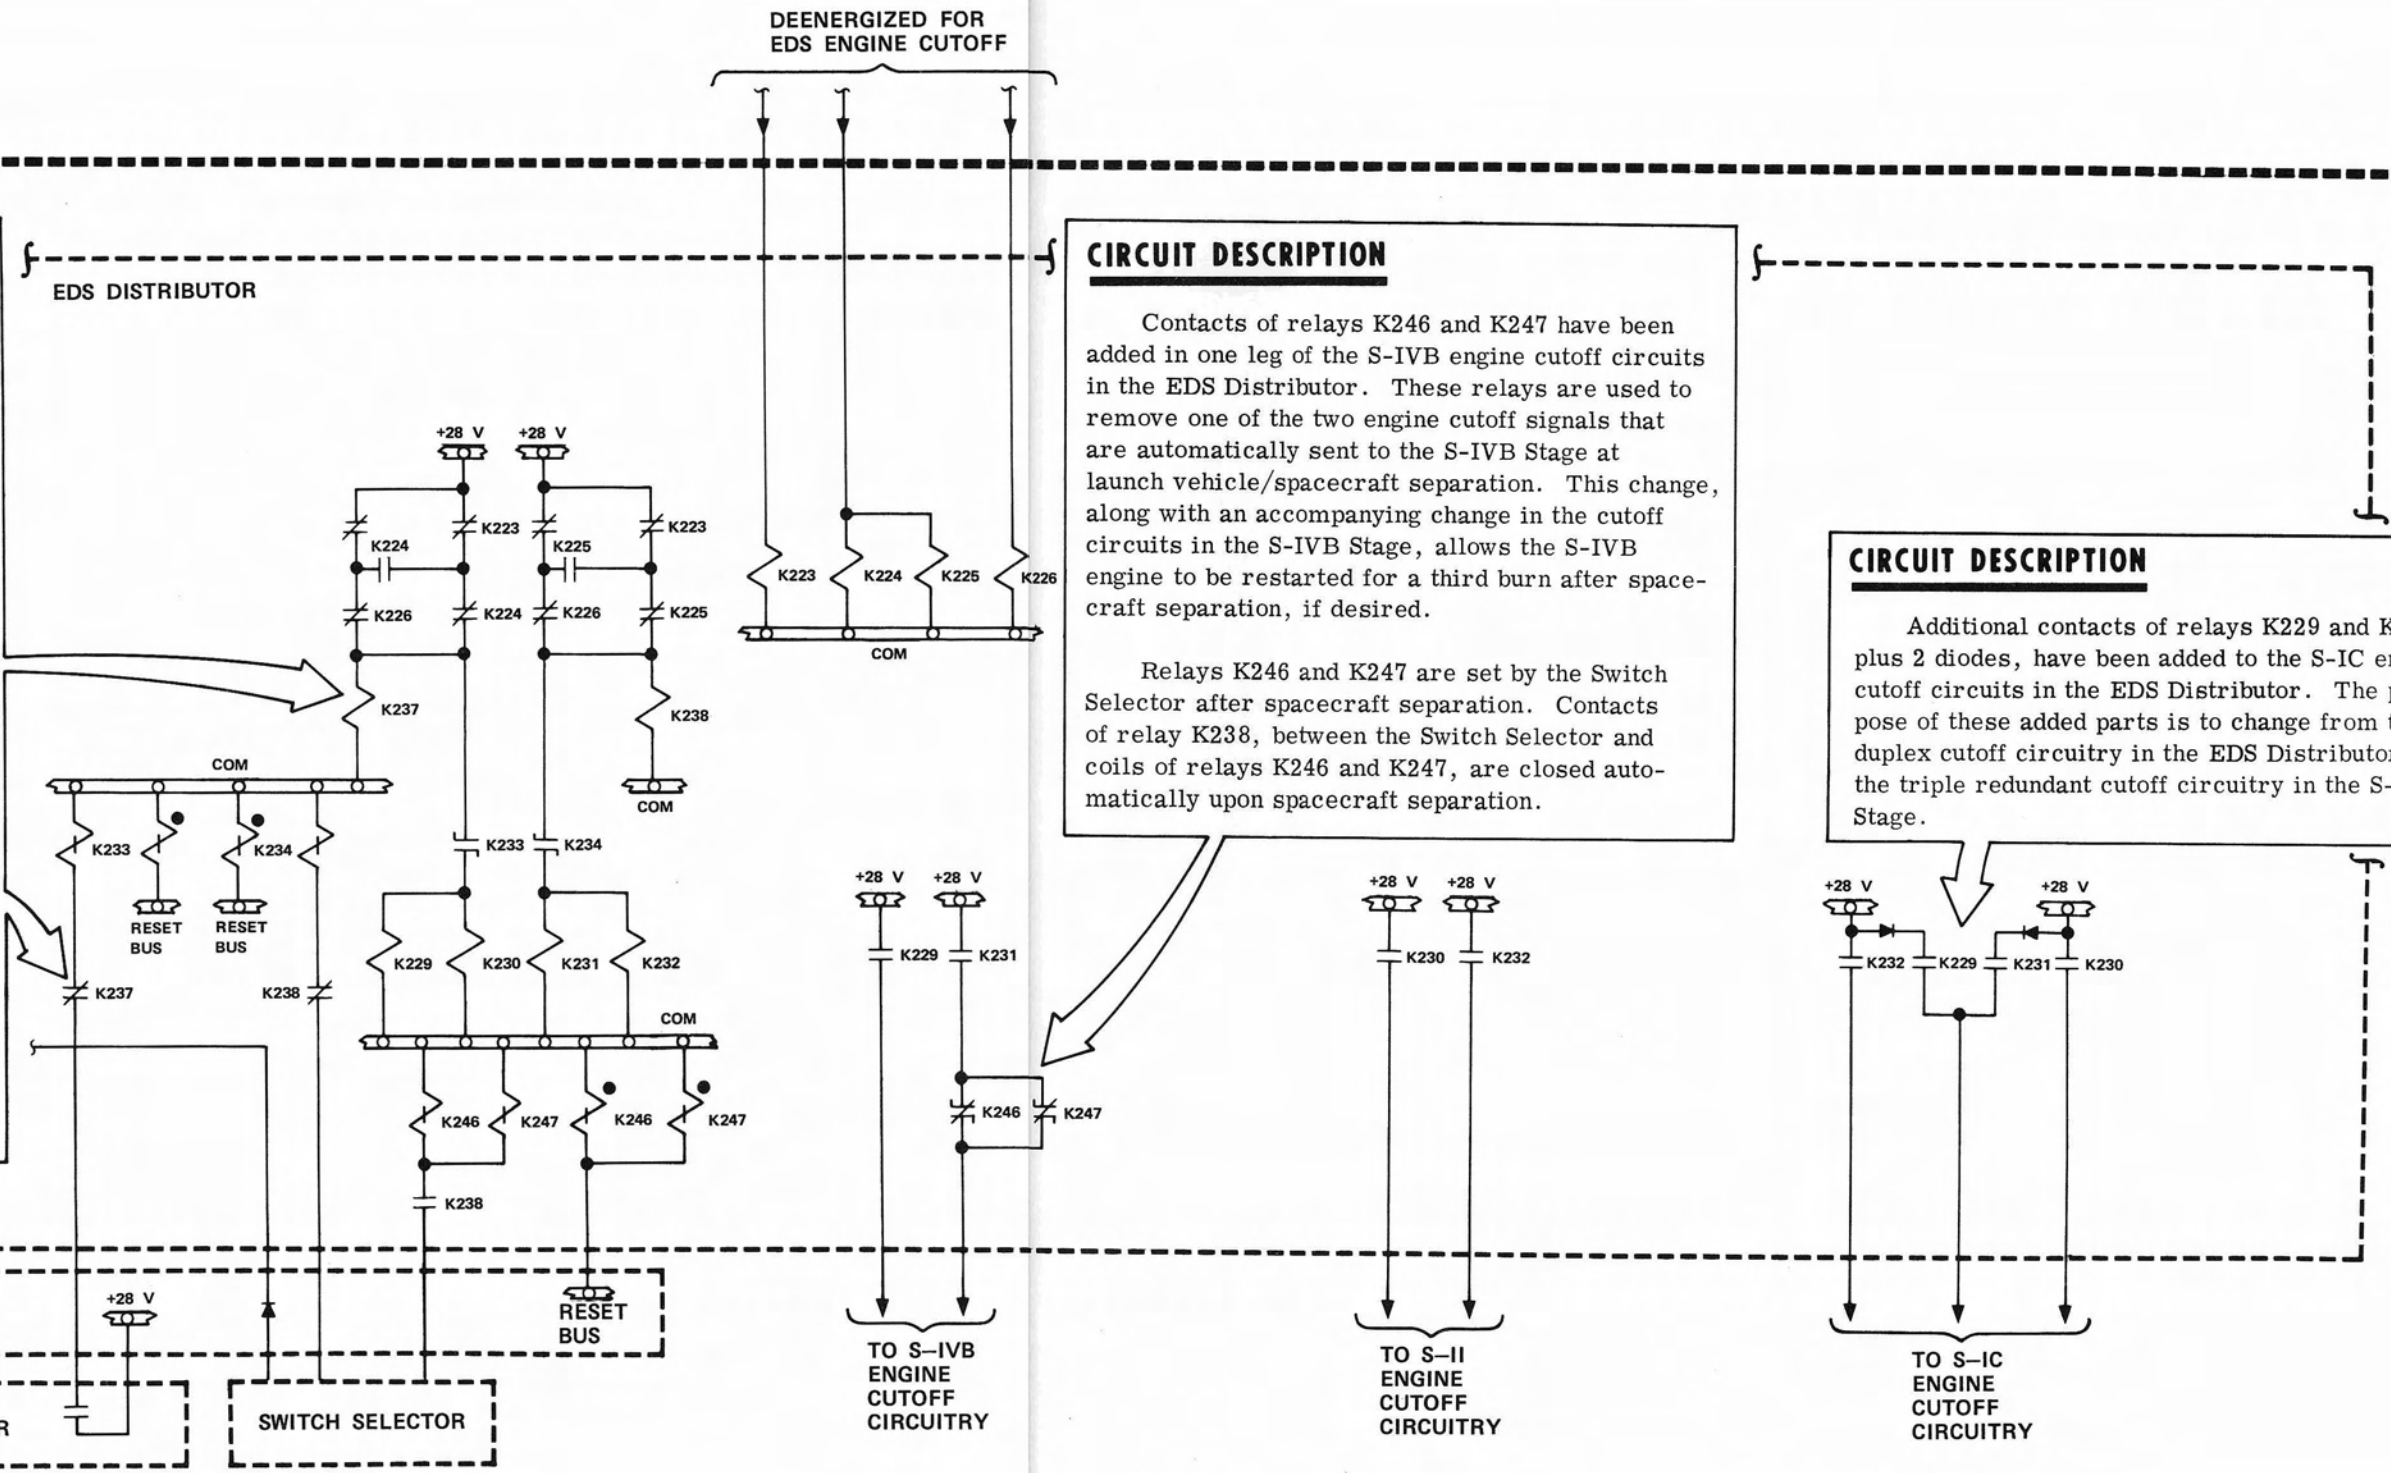 DEENERGIZED FOR
EDS ENGINE CUTOFF
EDS DISTRIBUTOR
CIRCUIT DESCRIPTION
Contacts of relays K246 and K247 have been
added in one leg of the S-IVB engine cutoff circuits
in the EDS Distributor. These relays are used to
remove one of the two engine cutoff signals that
are automatically sent to the S-IVB Stage at
launch vehicle/spacecraft separation. This change,
along with an accompanying change in the cutoff
circuits in the S-IVB Stage, allows the S-IVB
engine to be restarted for a third burn after space-
craft separation, if desired.
Relays K246 and K247 are set by the Switch
Selector after spacecraft separation. Contacts
of relay K238, between the Switch Selector and
coils of relays K246 and K247, are closed auto-
matically upon spacecraft separation.
CIRCUIT DESCRIPTION
Additional contacts of relays K229 and K
plus 2 diodes, have been added to the S-IC
cutoff circuits in the EDS Distributor. The
pose of these added parts is to change from
duplex cutoff circuitry in the EDS Distributor
the triple redundant cutoff circuitry in the S-
Stage.
+28 V +28 V
K223 K223
K224 K225
K226 K224 K226 K225
K223 K224 K225 K226
COM
K237 K238
COM
COM
K233 K234
K233 K234
RESET
BUS
RESET
BUS
K229 K230 K231 K232
K237 K238
COM
K246 K247 K246 K247
K238
+28 V
RESET
BUS
R
SWITCH SELECTOR
+28 V +28 V
K229 K231
K246 K247
TO S-IVB
ENGINE
CUTOFF
CIRCUITRY
+28 V +28 V
K230 K232
TO S-II
ENGINE
CUTOFF
CIRCUITRY
+28 V +28 V
K232 K229 K231 K230
TO S-IC
ENGINE
CUTOFF
CIRCUITRY